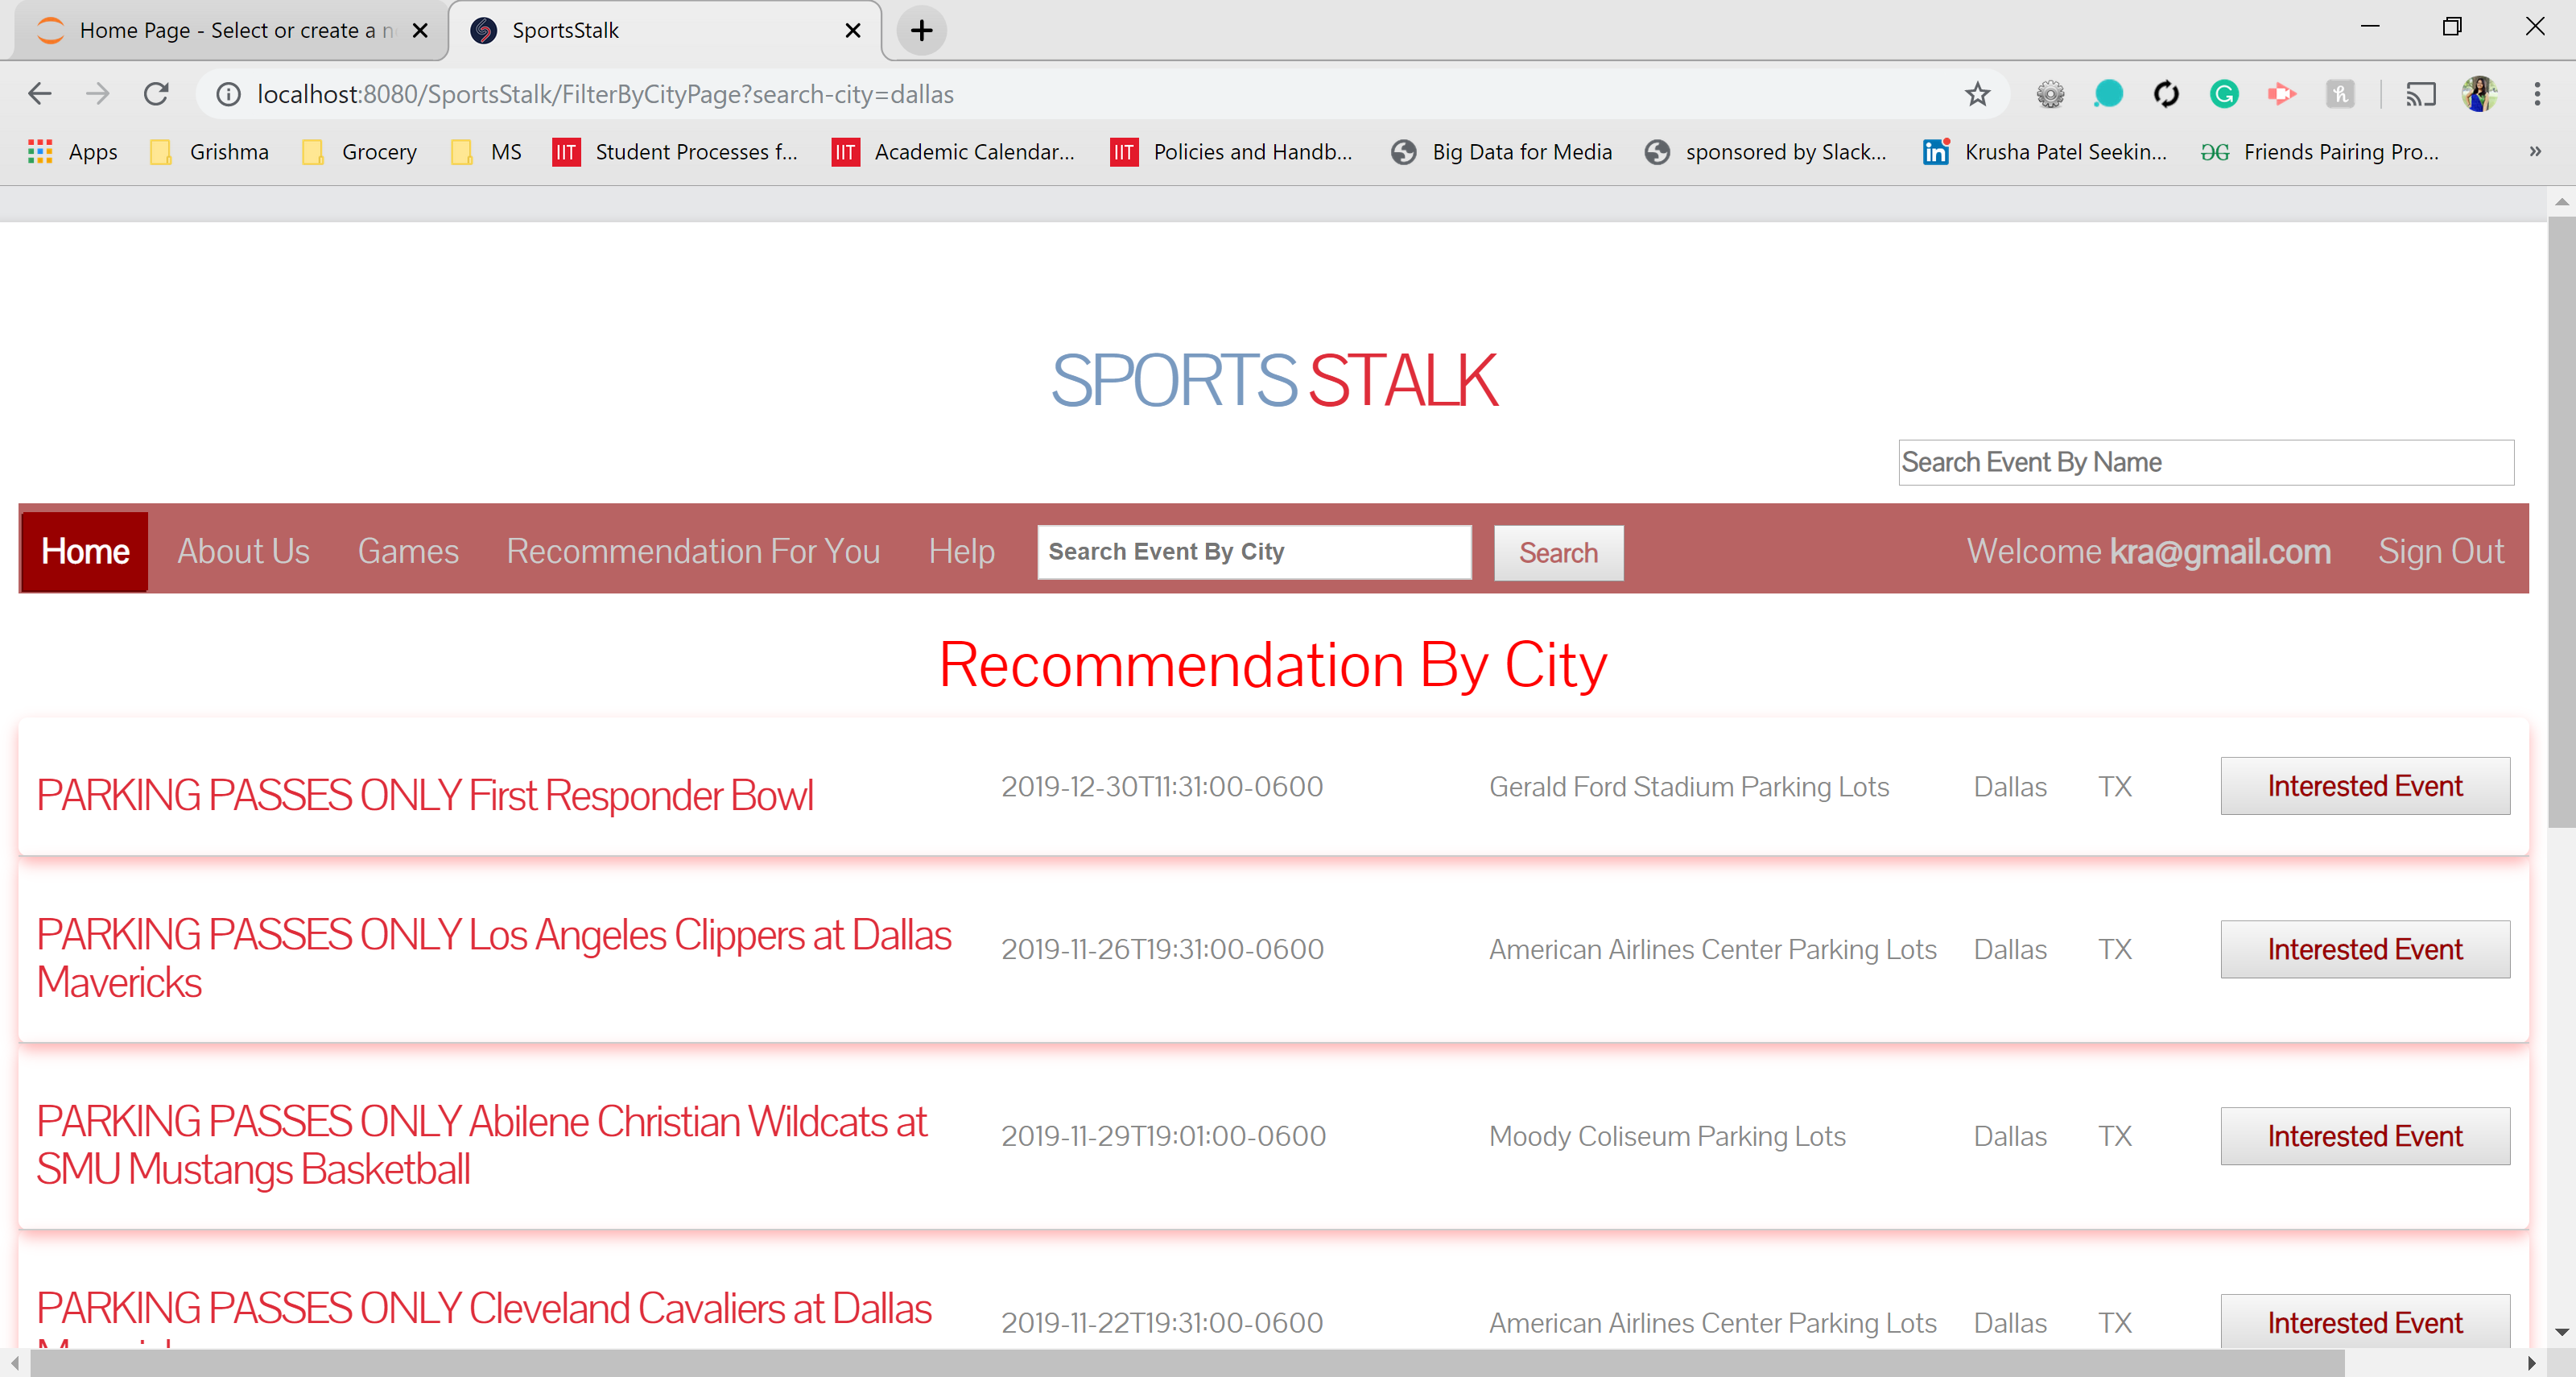 Home Page - Select or create a n
SportsStalk
localhost:8080/SportsStalk/FilterByCityPage?search-city=dallas
Apps
Grishma
Grocery
MS
IIT
Student Processes f...
IIT
Academic Calendar...
IIT
Policies and Handb...
Big Data for Media
sponsored by Slack...
in
Krusha Patel Seekin...
Friends Pairing Pro...
»
SPORTS STALK
Search Event By Name
Home
About Us
Games
Recommendation For You
Help
Search Event By City
Search
Welcome kra@gmail.com
Sign Out
Recommendation By City
PARKING PASSES ONLY First Responder Bowl
2019-12-30T11:31:00-0600
Gerald Ford Stadium Parking Lots
Dallas
TX
Interested Event
PARKING PASSES ONLY Los Angeles Clippers at Dallas
Mavericks
2019-11-26T19:31:00-0600
American Airlines Center Parking Lots
Dallas
TX
Interested Event
PARKING PASSES ONLY Abilene Christian Wildcats at
SMU Mustangs Basketball
2019-11-29T19:01:00-0600
Moody Coliseum Parking Lots
Dallas
TX
Interested Event
PARKING PASSES ONLY Cleveland Cavaliers at Dallas
2019-11-22T19:31:00-0600
American Airlines Center Parking Lots
Dallas
TX
Interested Event